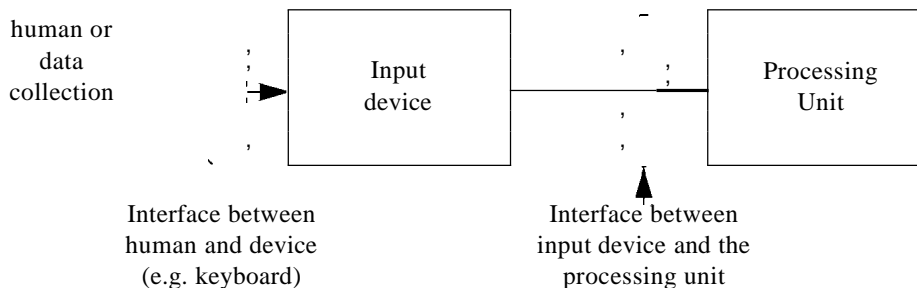 human or
data
collection
Input
device
Processing
Unit
Interface between
human and device
(e.g. keyboard)
Interface between
input device and the
processing unit